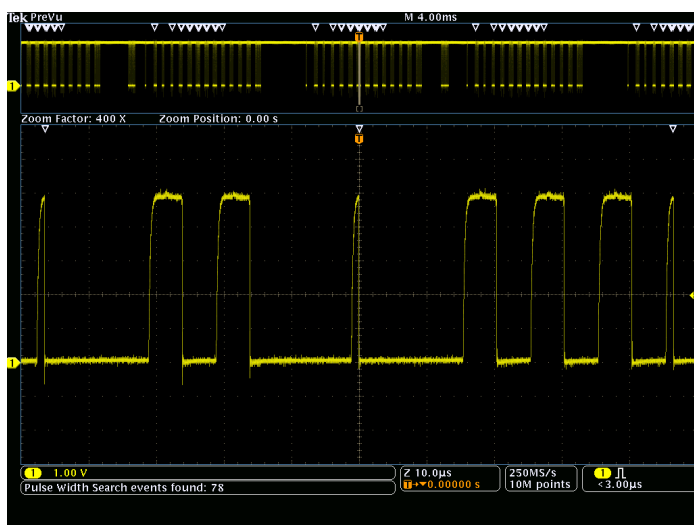 Tek PreVu M 4.00ms
T
1
Zoom Factor: 400 X Zoom Position: 0.00 s
T
1
1 1.00 V Z 10.0µs 250MS/s 1
T→▾0.00000 s 10M points <3.00µs
Pulse Width Search events found: 78